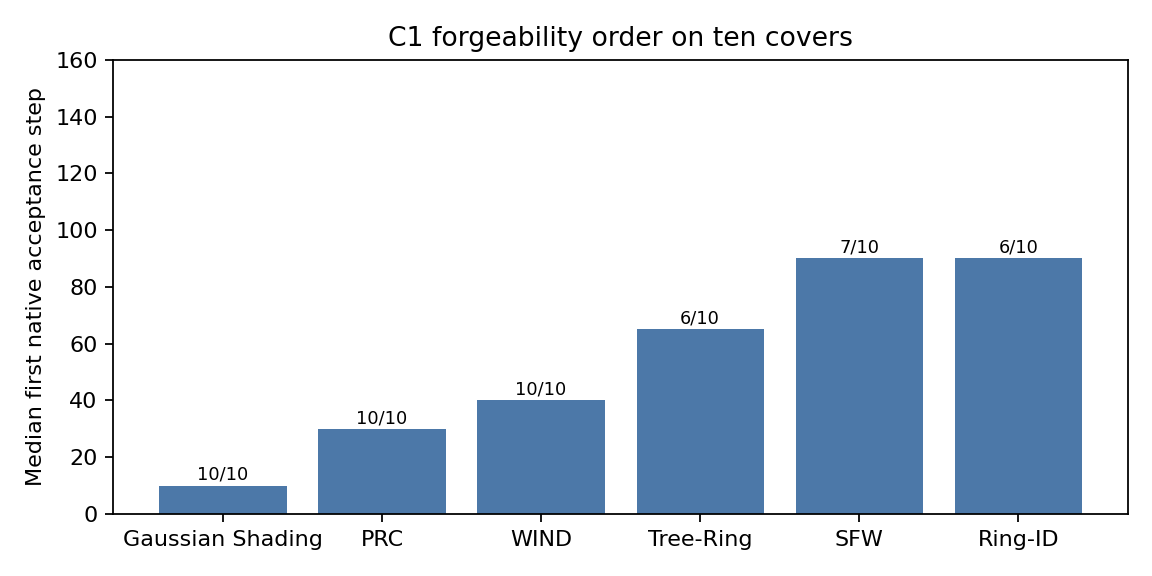 C1 forgeability order on ten covers
Median first native acceptance step
160
140
120
100
80
60
40
20
0
10/10
10/10
10/10
6/10
7/10
6/10
Gaussian Shading
PRC
WIND
Tree-Ring
SFW
Ring-ID